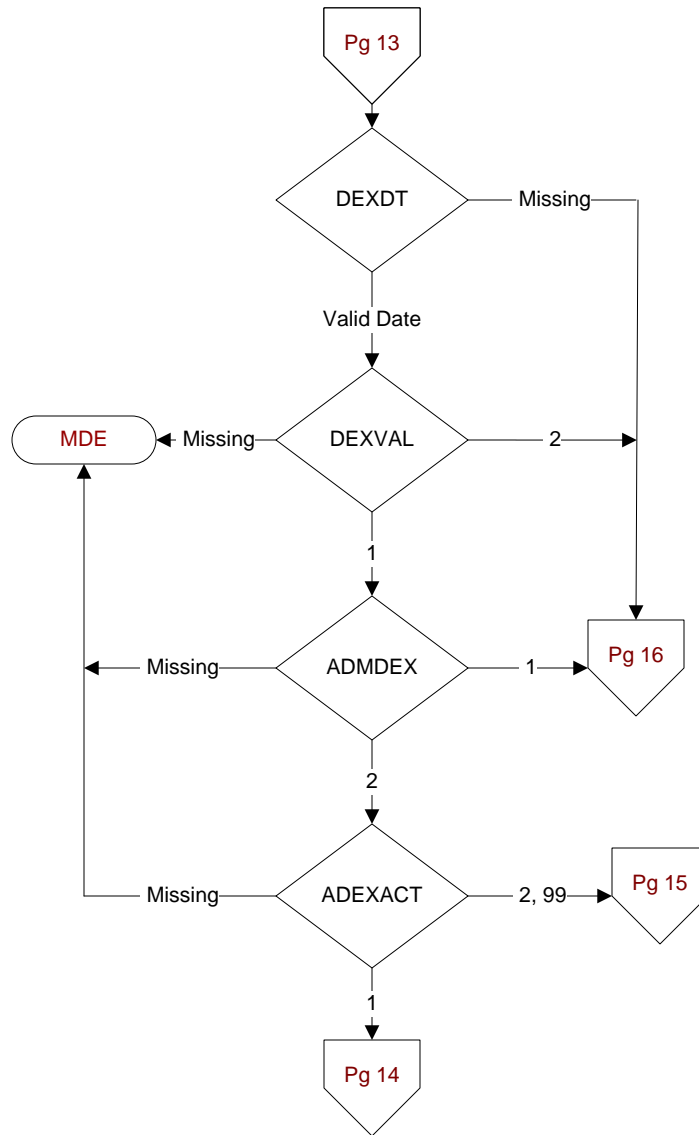 Pg 13
DEXDT
Missing
Valid Date
MDE
Missing
DEXVAL
2
1
Missing
ADMDEX
1
Pg 16
2
Missing
ADEXACT
2, 99
Pg 15
1
Pg 14